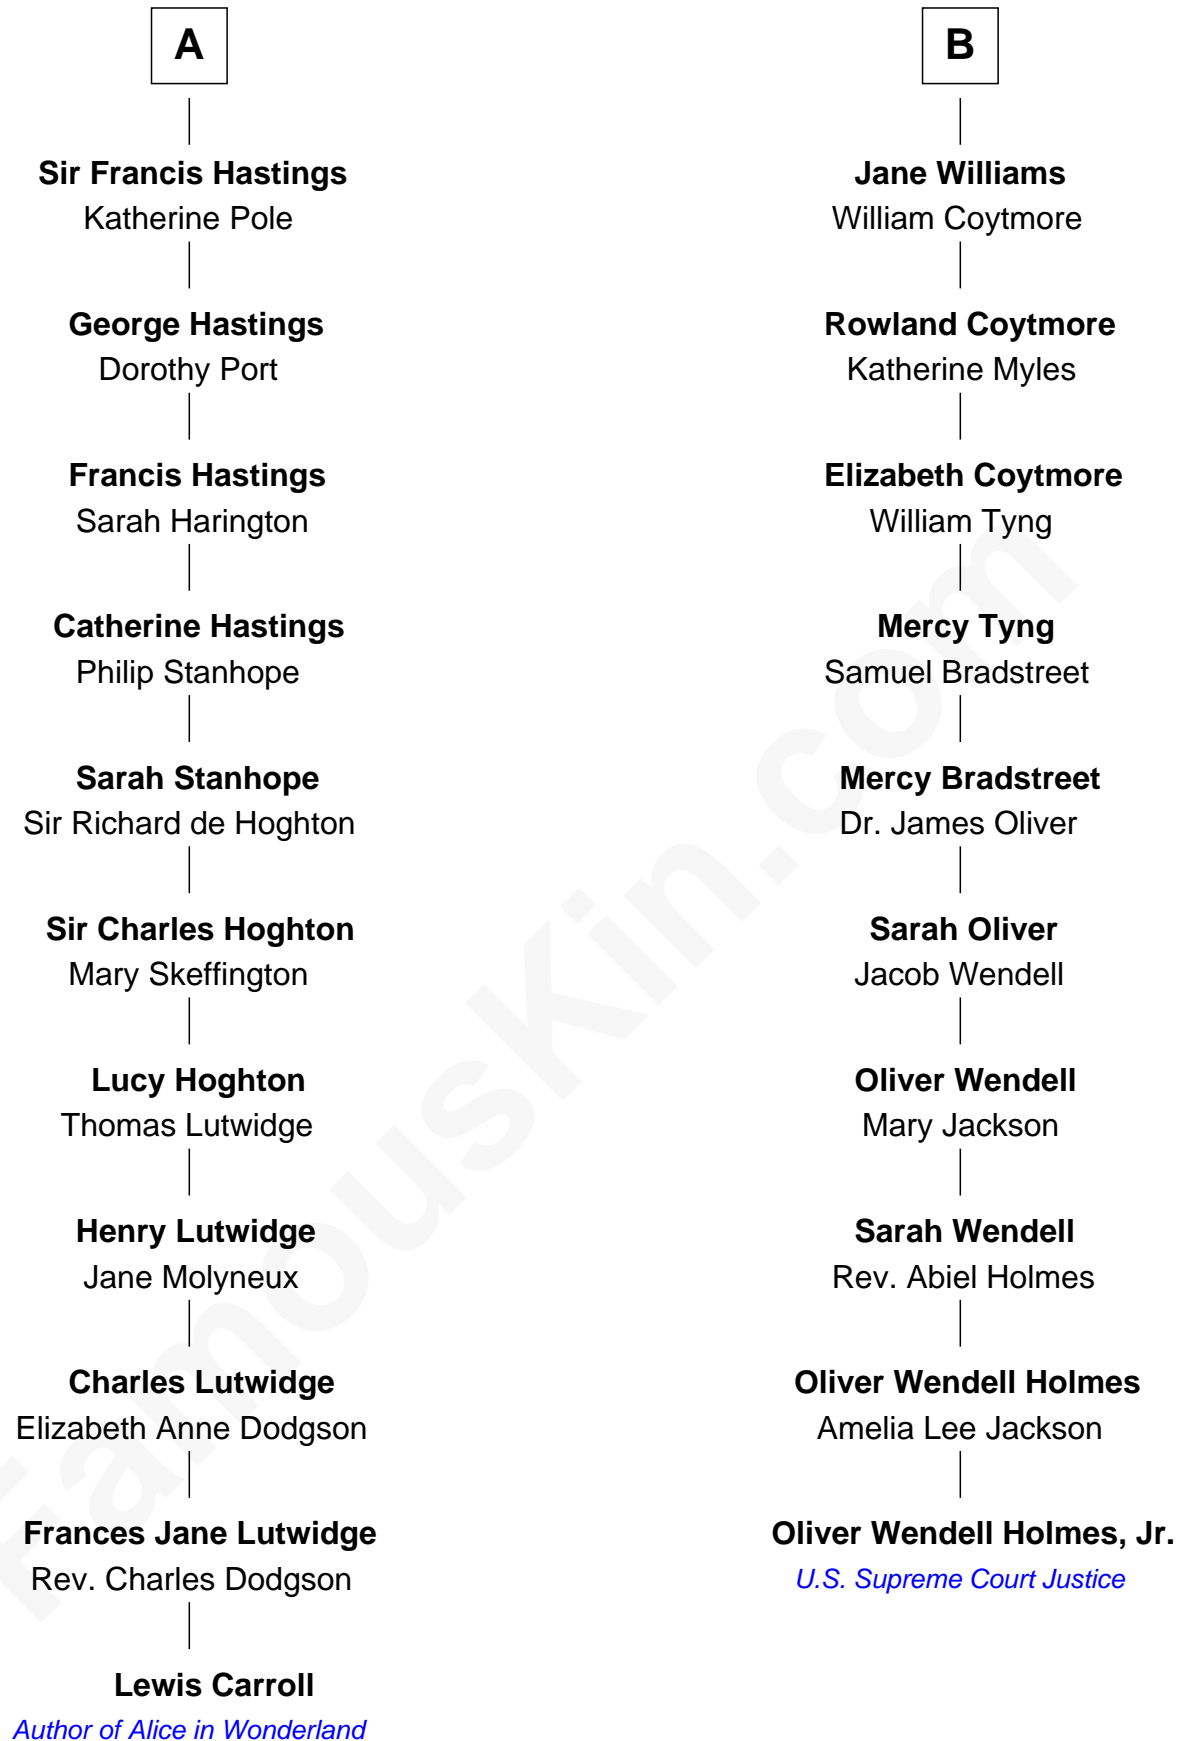 A
Sir Francis Hastings
Katherine Pole
George Hastings
Dorothy Port
Francis Hastings
Sarah Harington
Catherine Hastings
Philip Stanhope
Sarah Stanhope
Sir Richard de Hoghton
Sir Charles Hoghton
Mary Skeffington
Lucy Hoghton
Thomas Lutwidge
Henry Lutwidge
Jane Molyneux
Charles Lutwidge
Elizabeth Anne Dodgson
Frances Jane Lutwidge
Rev. Charles Dodgson
Lewis Carroll
Author of Alice in Wonderland
B
Jane Williams
William Coytmore
Rowland Coytmore
Katherine Myles
Elizabeth Coytmore
William Tyng
Mercy Tyng
Samuel Bradstreet
Mercy Bradstreet
Dr. James Oliver
Sarah Oliver
Jacob Wendell
Oliver Wendell
Mary Jackson
Sarah Wendell
Rev. Abiel Holmes
Oliver Wendell Holmes
Amelia Lee Jackson
Oliver Wendell Holmes, Jr.
U.S. Supreme Court Justice
FamousKin.com